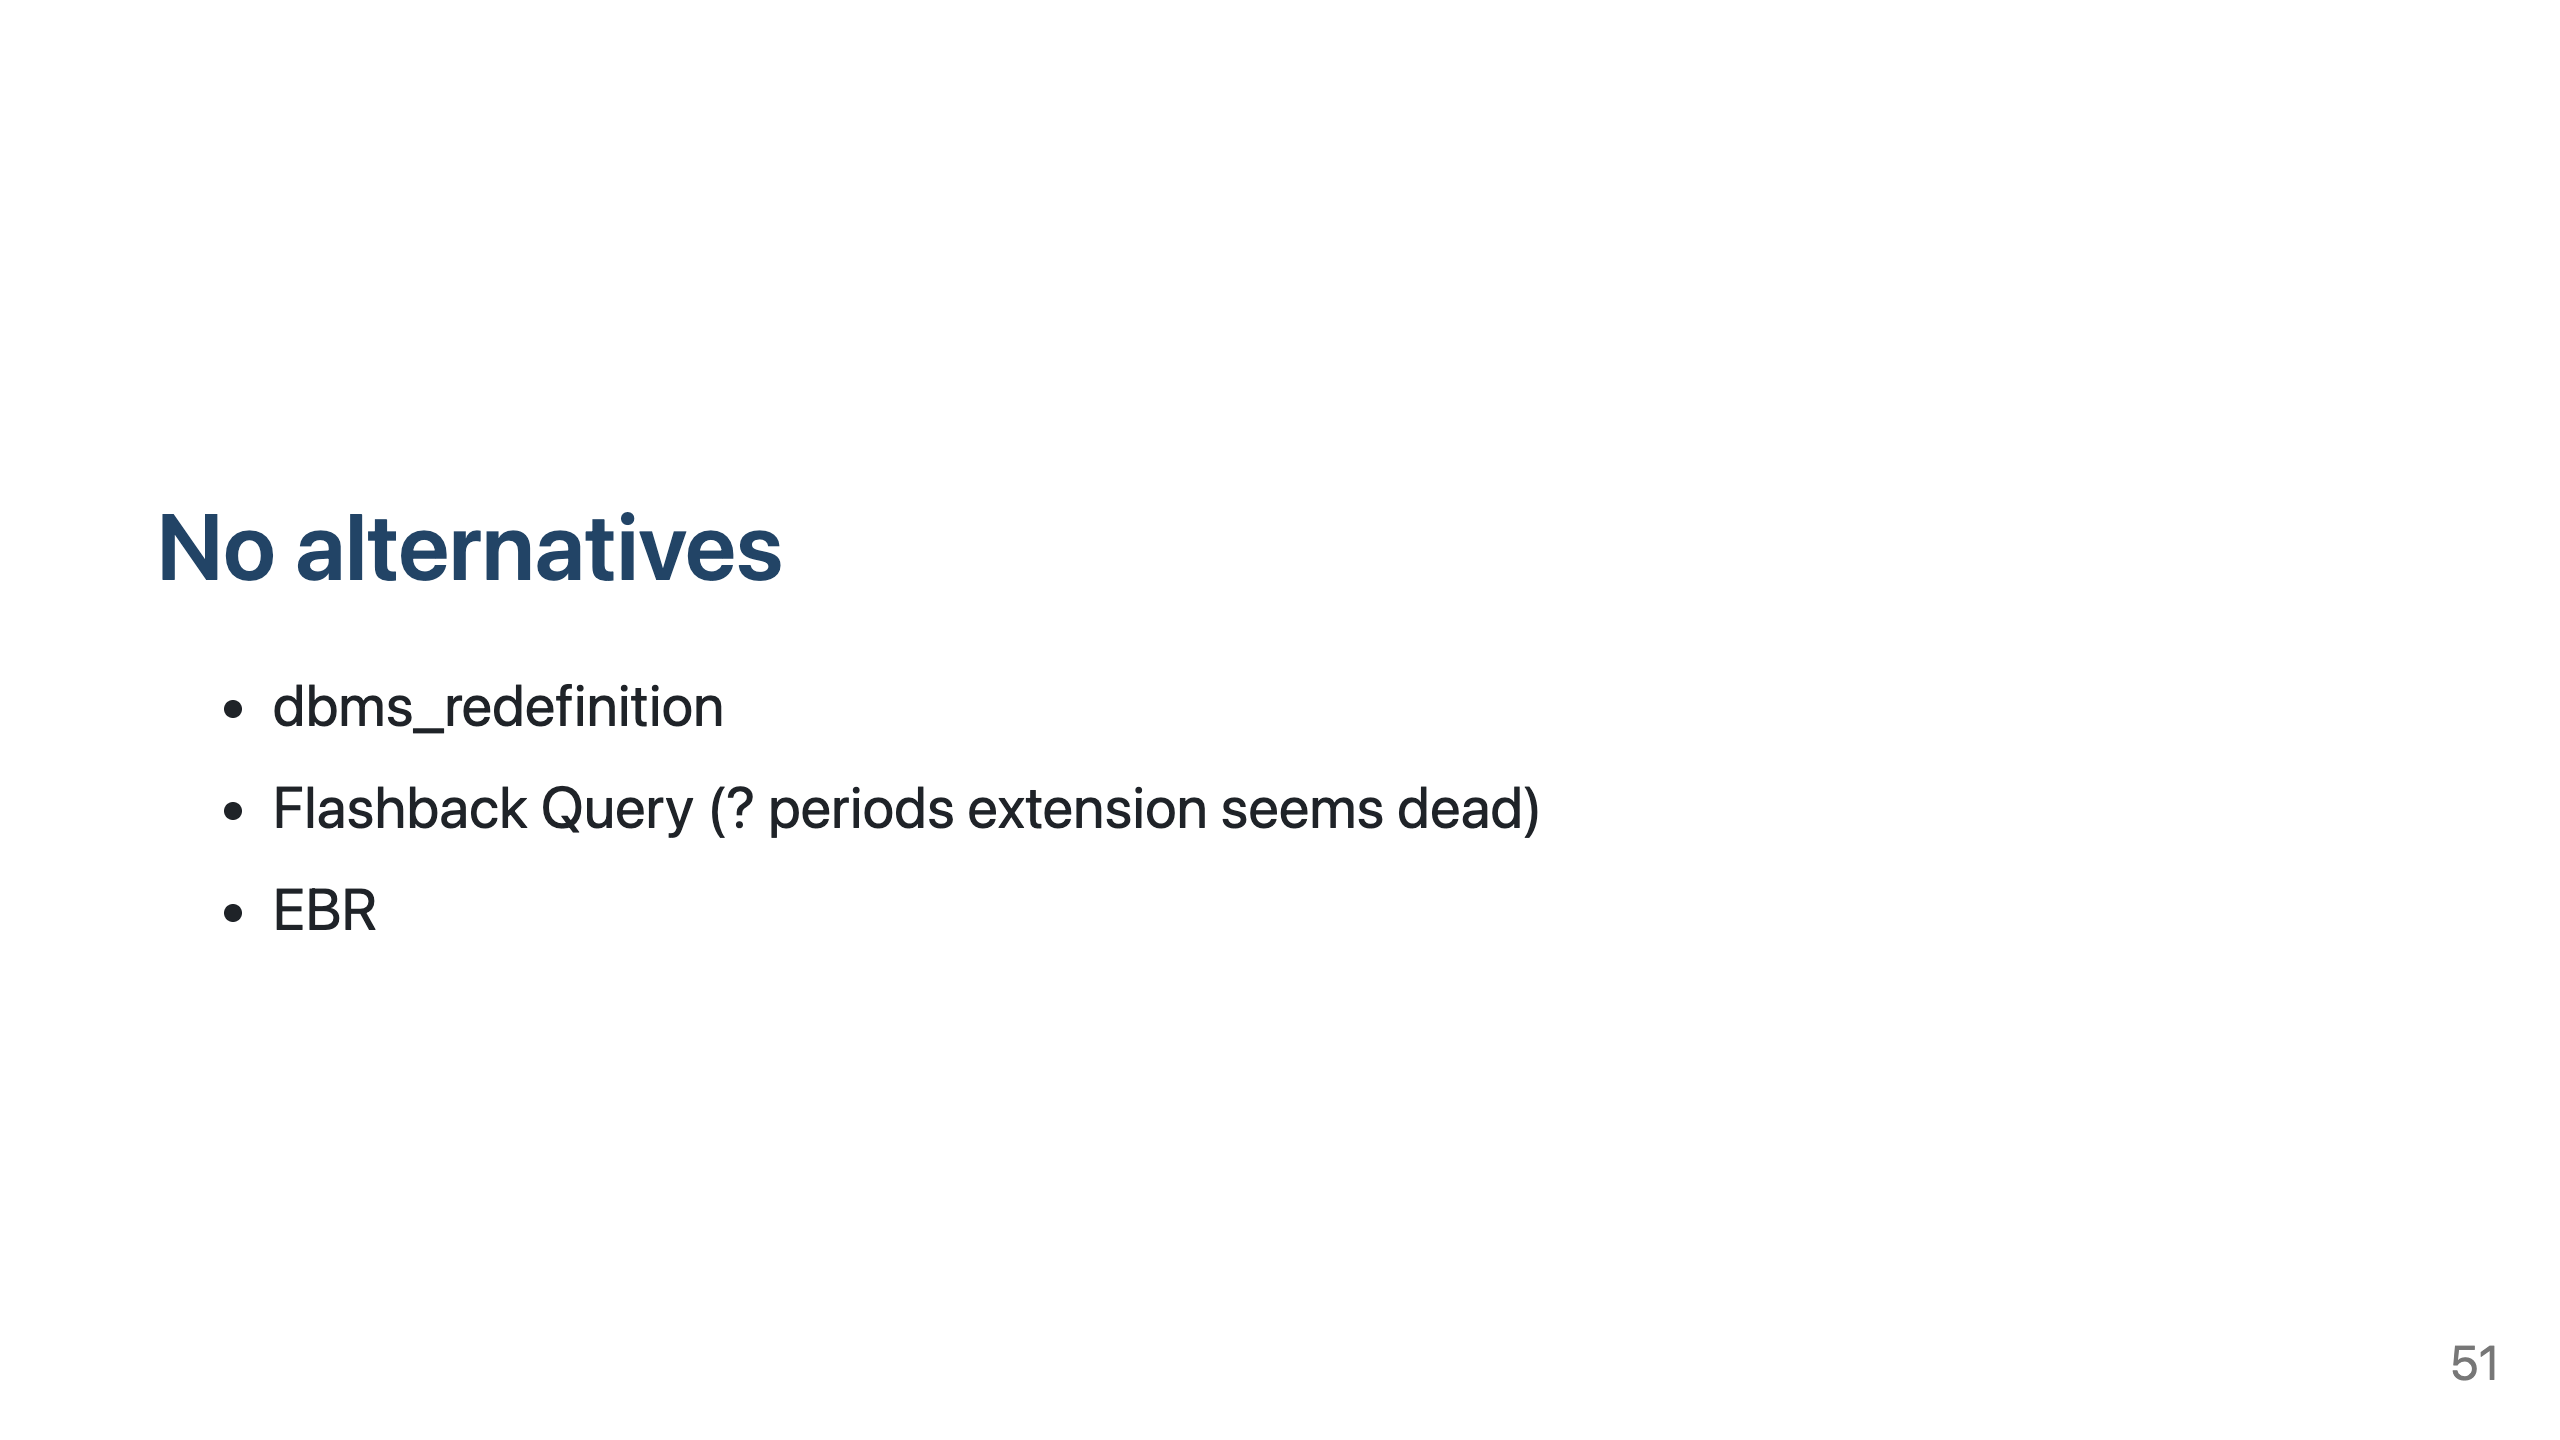 No alternatives
• dbms_redefinition
• Flashback Query (? periods extension seems dead)
• EBR
51